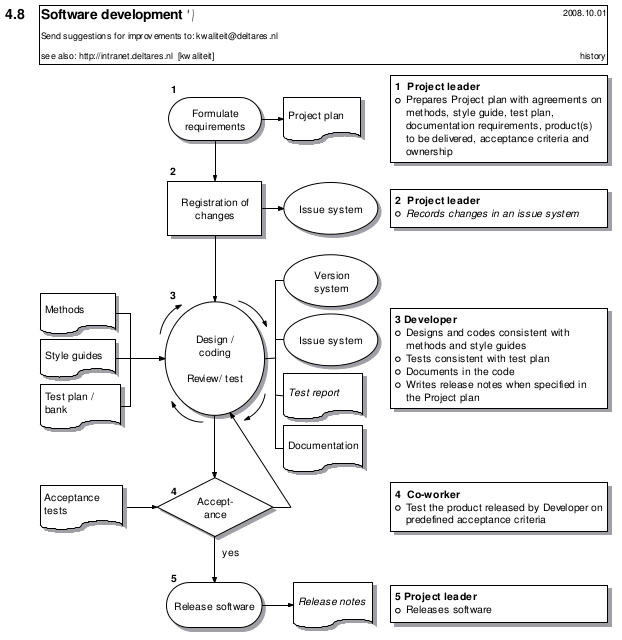 4.8 Software development *)
2008.10.01
Send suggestions for improvements to: kwaliteit@deltares.nl
see also: http://intranet.deltares.nl [kwaliteit]
history
1
Formulate
requirements
Project plan
1 Project leader
Prepares Project plan with agreements on
methods, style guide, test plan,
documentation requirements, product(s)
to be delivered, acceptance criteria and
ownership
2
Registration of
changes
Issue system
2 Project leader
Records changes in an issue system
Version
system
3
Methods
Style guides
Test plan /
bank
Design /
coding
Review/ test
Issue system
Test report
Documentation
3 Developer
Designs and codes consistent with
methods and style guides
Tests consistent with test plan
Documents in the code
Writes release notes when specified in
the Project plan
Acceptance
tests
4
Accept-
ance
4 Co-worker
Test the product released by Developer on
predefined acceptance criteria
yes
5
Release software
Release notes
5 Project leader
Releases software